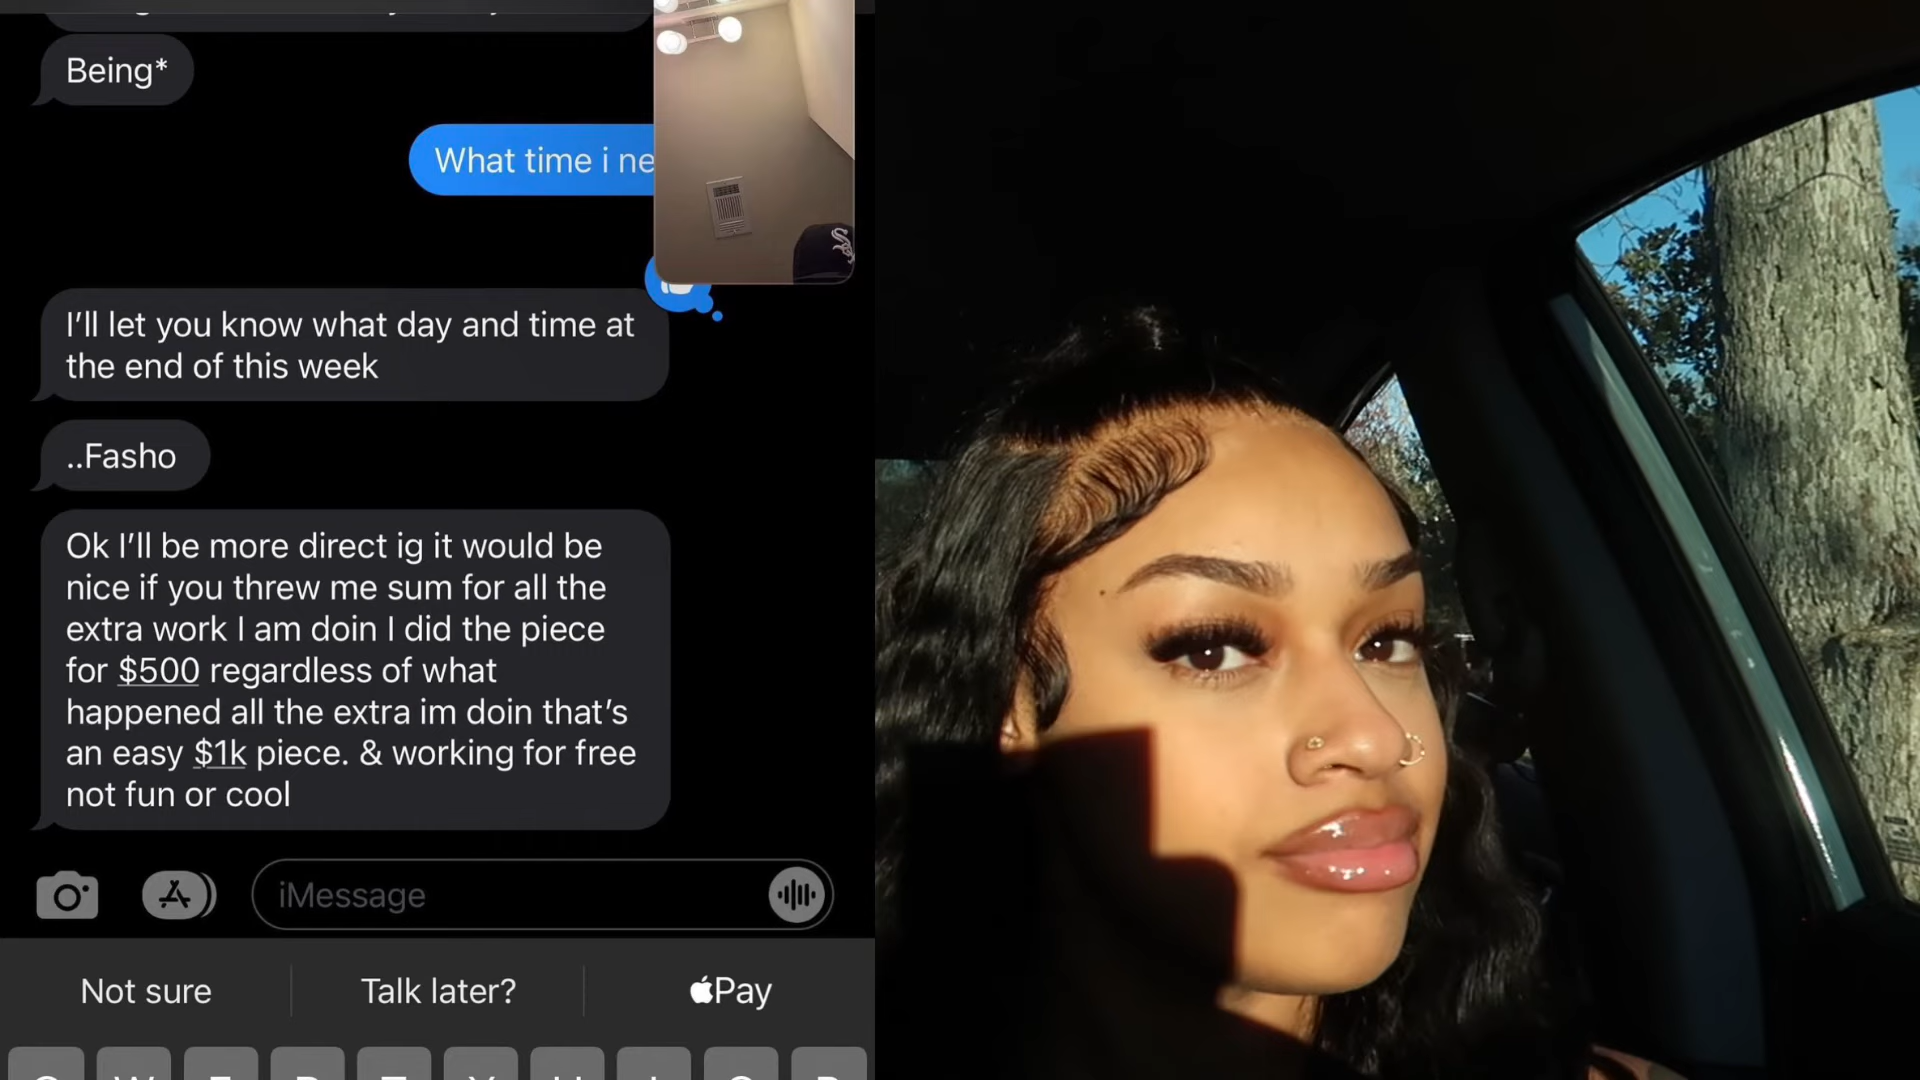 Being*
What time i ne
I'll let you know what day and time at
the end of this week
..Fasho
Ok I'll be more direct ig it would be
nice if you threw me sum for all the
extra work I am doin I did the piece
for $500 regardless of what
happened all the extra im doin that's
an easy $1k piece. & working for free
not fun or cool
iMessage
Not sure
Talk later?
Pay